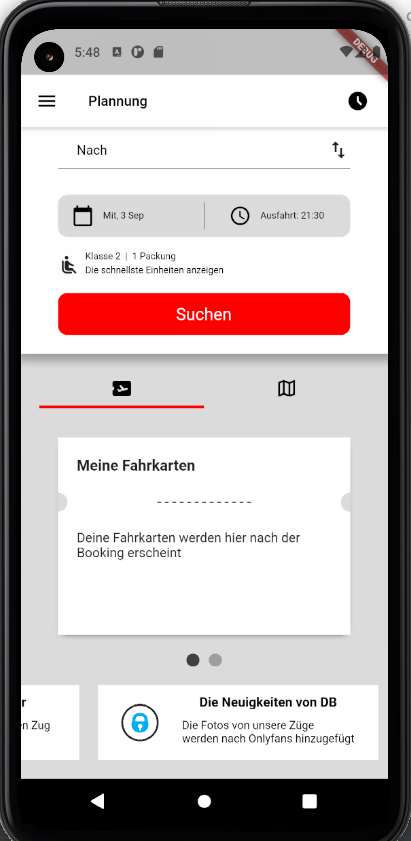 5:48
DEBUG
Plannung
Nach
Mit, 3 Sep
Ausfahrt: 21:30
Klasse 2 | 1 Packung
Die schnellste Einheiten anzeigen
Suchen
Meine Fahrkarten
-------------
Deine Fahrkarten werden hier nach der
Booking erscheint
r
en Zug
Die Neuigkeiten von DB
Die Fotos von unsere Züge
werden nach Onlyfans hinzugefügt